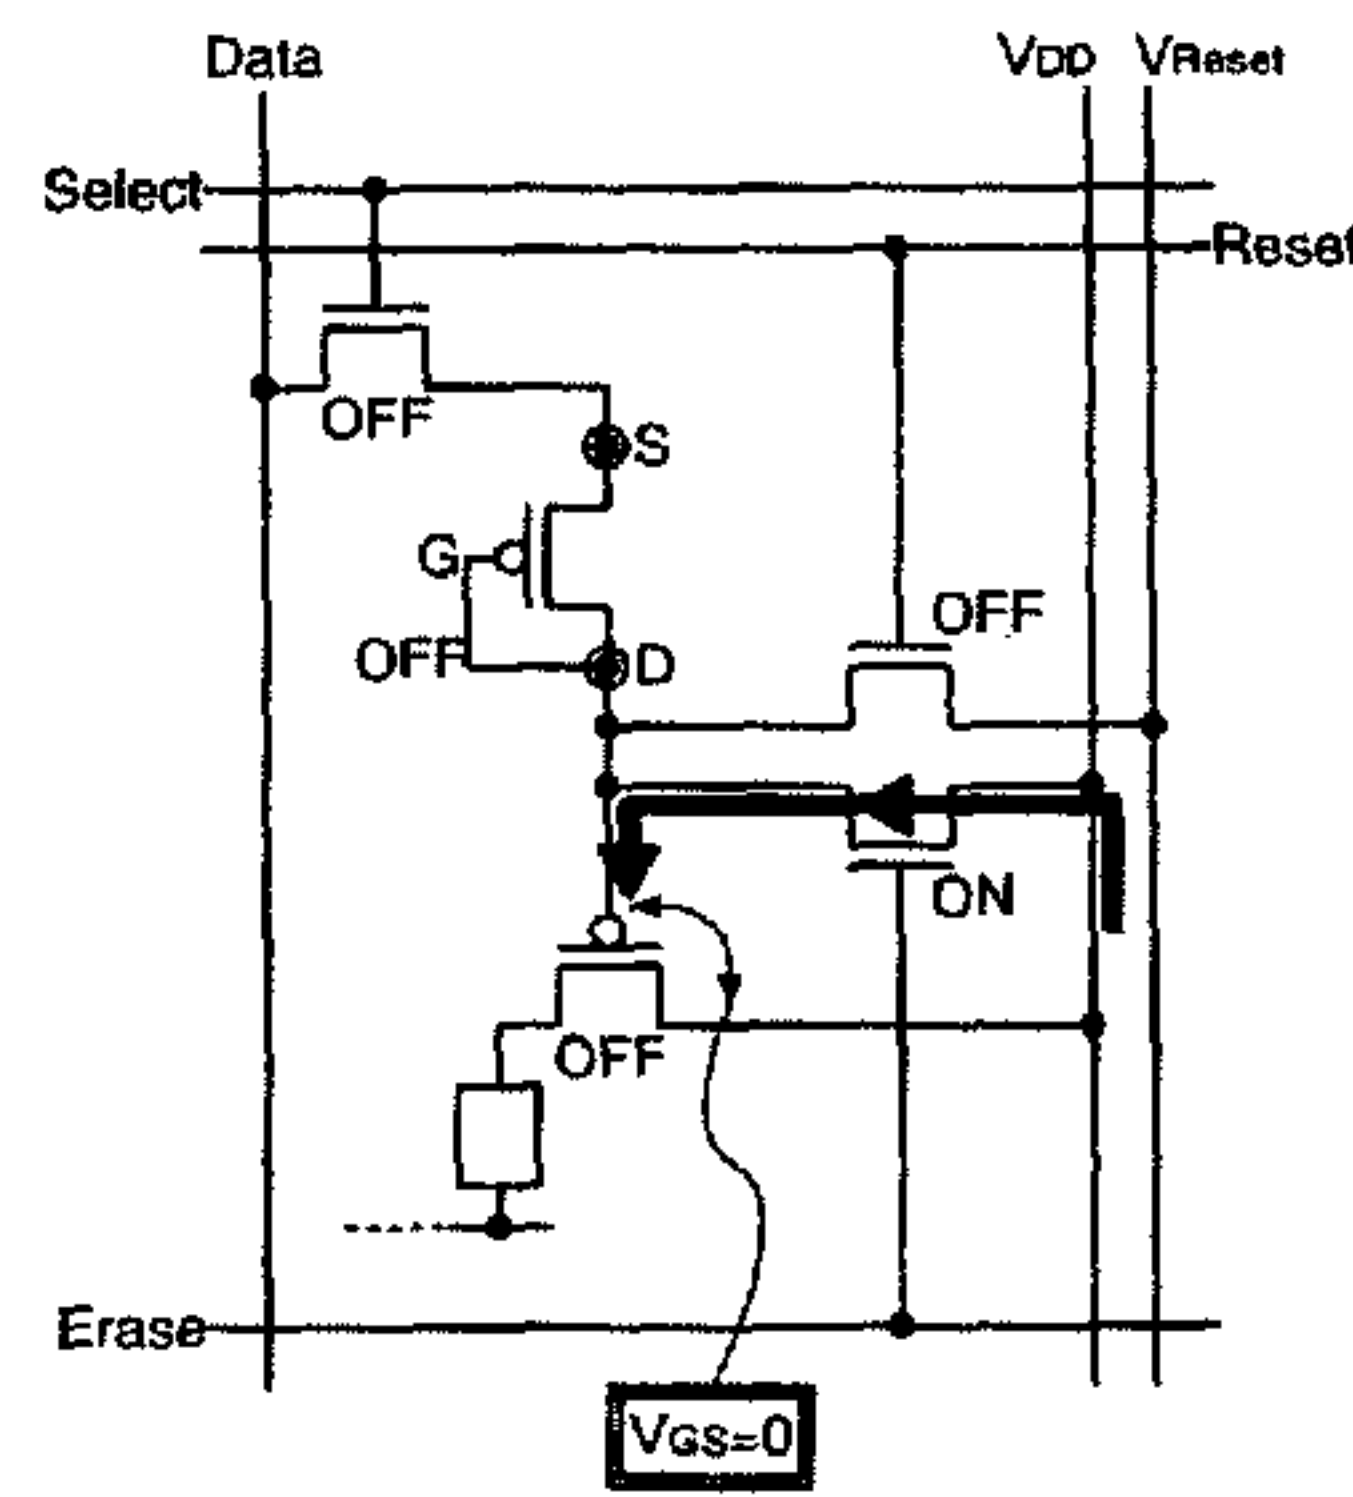 Data
VDD
VReset
Select
Reset
OFF
S
G
OFF
OFF
D
ON
OFF
Erase
VGS=0